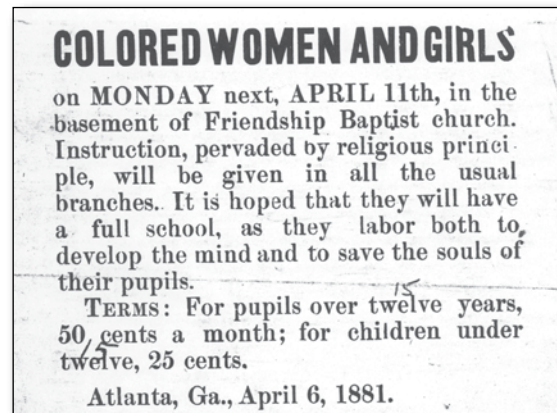 COLORED WOMEN AND GIRLS
on MONDAY next, APRIL 11th, in the
basement of Friendship Baptist church.
Instruction, pervaded by religious princi-
ple, will be given in all the usual
branches. It is hoped that they will have
a full school, as they labor both to
develop the mind and to save the souls of
their pupils.
15
TERMS: For pupils over twelve years,
50 cents a month; for children under
15
twelve, 25 cents.
Atlanta, Ga., April 6, 1881.